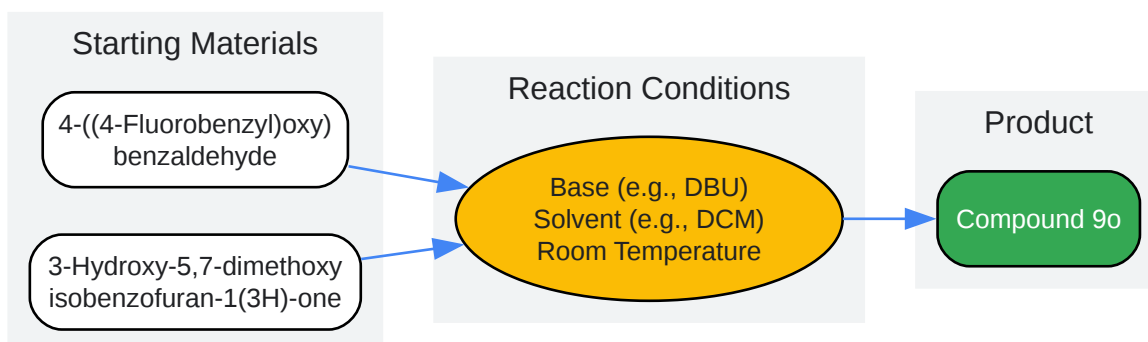 Starting Materials
4-((4-Fluorobenzyl)oxy)
benzaldehyde
3-Hydroxy-5,7-dimethoxy
isobenzofuran-1(3H)-one
Reaction Conditions
Base (e.g., DBU)
Solvent (e.g., DCM)
Room Temperature
Product
Compound 9o